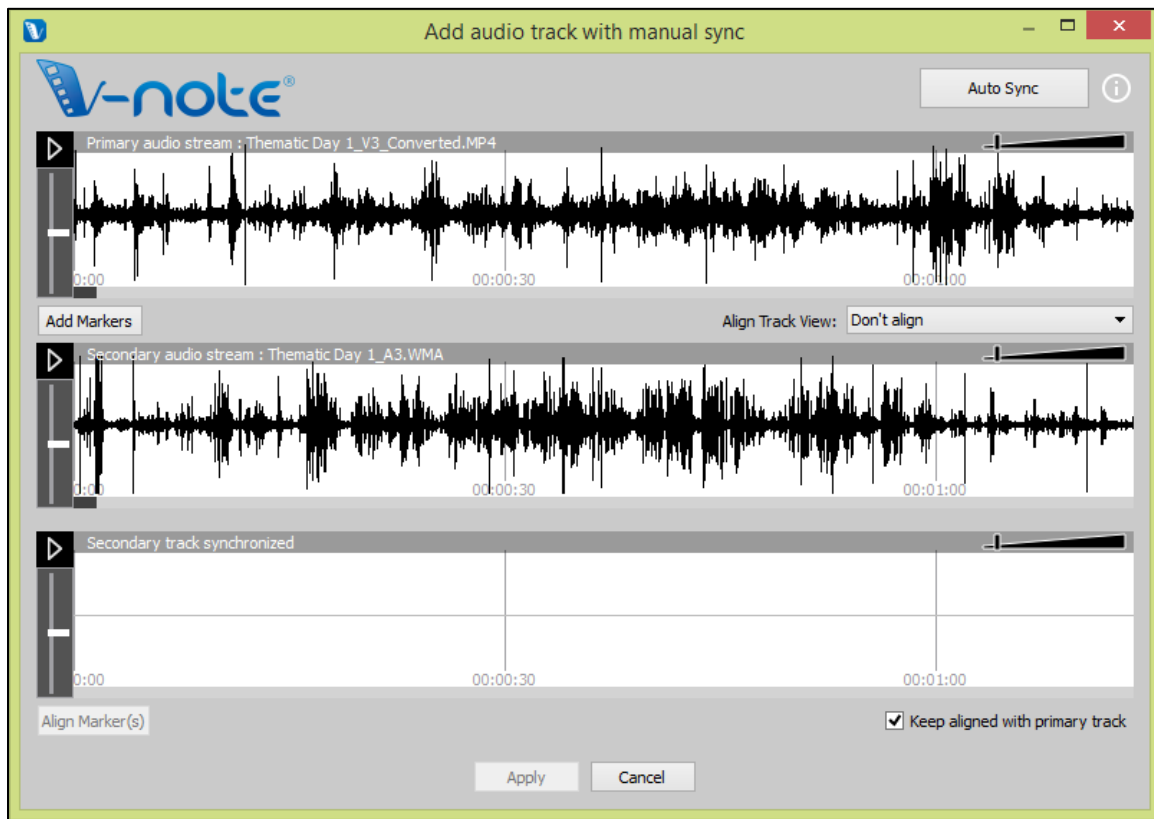 Add audio track with manual sync
V-note®
Auto Sync
Primary audio stream : Thematic Day 1_V3_Converted.MP4
0:00 00:00:30 00:01:00
Add Markers
Align Track View: Don't align
Secondary audio stream : Thematic Day 1_A3.WMA
0:00 00:00:30 00:01:00
Secondary track synchronized
0:00 00:00:30 00:01:00
Align Marker(s)
Keep aligned with primary track
Apply
Cancel